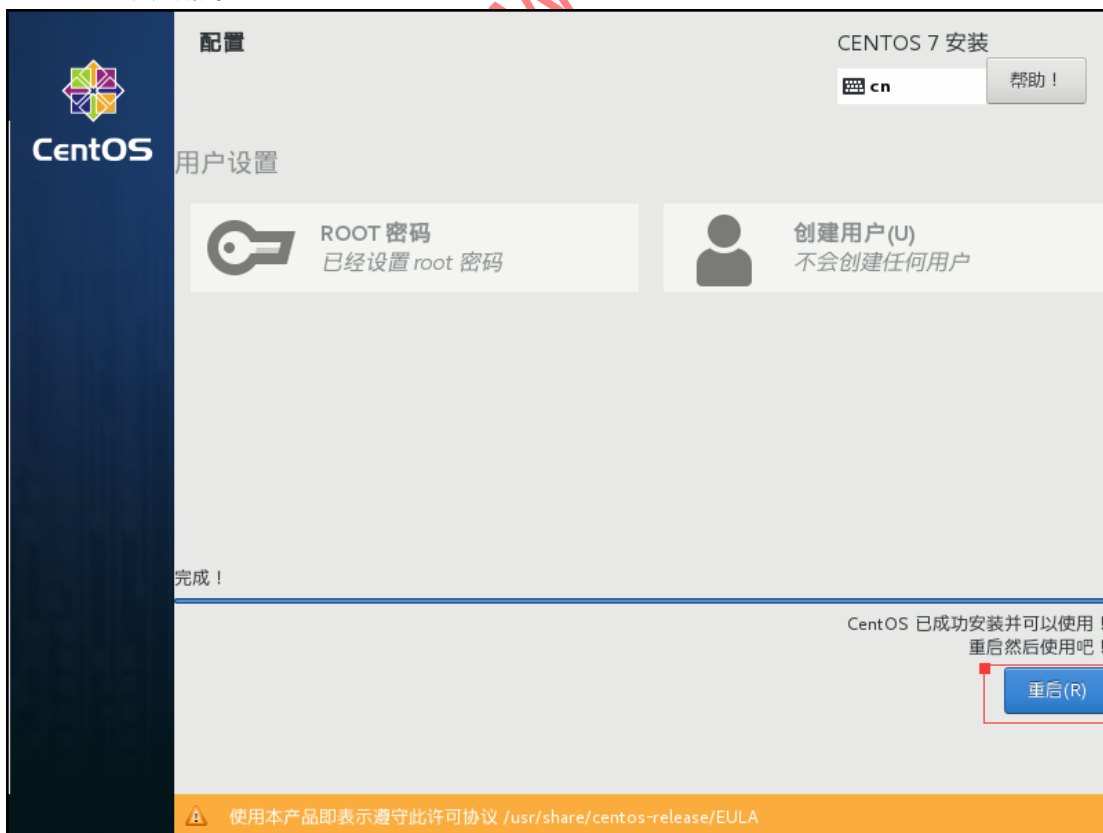 配置
CENTOS 7 安装
cn
帮助！
CentOS
用户设置
ROOT 密码
已经设置 root 密码
创建用户(U)
不会创建任何用户
完成！
CentOS 已成功安装并可以使用！
重启然后使用吧！
重启(R)
使用本产品即表示遵守此许可协议 /usr/share/centos-release/EULA